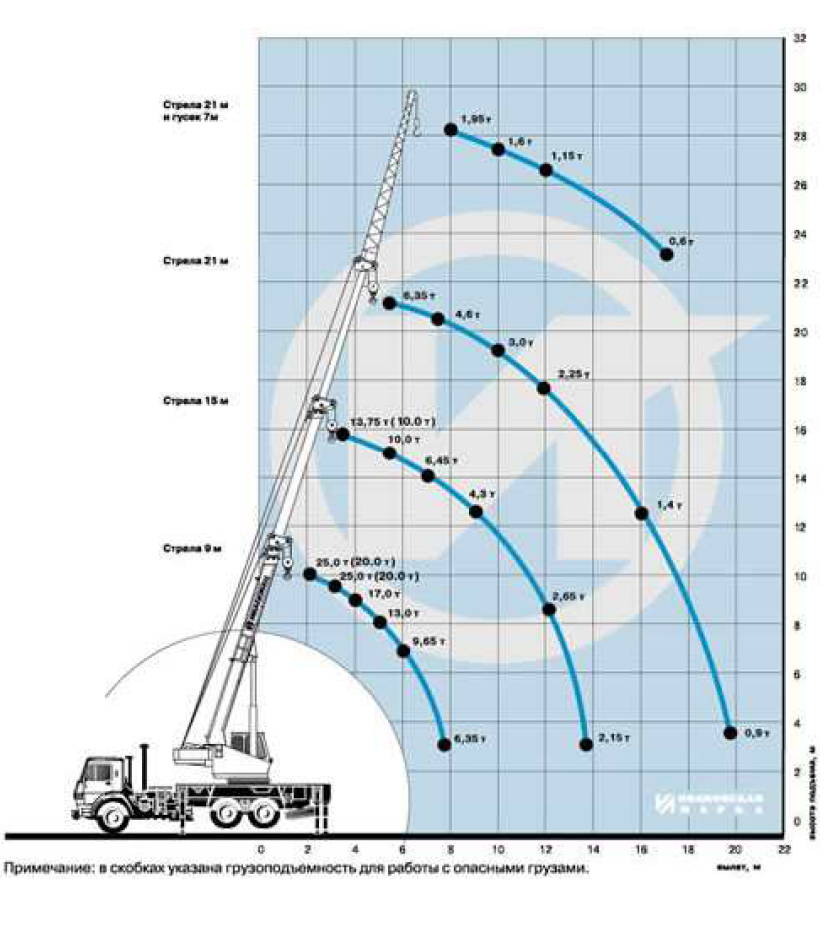 32
Стрела 21 м
и гусек 7м
30
28
26
24
22
20
18
16
14
12
10
8
6
4
2
0
1,95 т
1,6 т
1,15 т
0,6 т
Стрела 21 м
6,35 т
4,6 т
3,0 т
2,25 т
1,4 т
0,9 т
Стрела 15 м
13,75 т (10.0 т)
10,0 т
6,45 т
4,3 т
2,65 т
2,15 т
Стрела 9 м
25,0 т (20.0 т)
25,0 т (20.0 т)
17,0 т
13,0 т
9,65 т
6,35 т
ИВАНОВСКАЯ
МАРКА
высота подъема, м
0 2 4 6 8 10 12 14 16 18 20 22
вылет, м
Примечание: в скобках указана грузоподъемность для работы с опасными грузами.